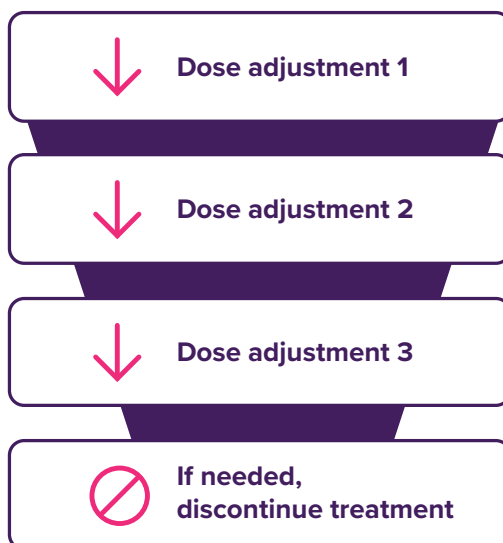 Dose adjustment 1
Dose adjustment 2
Dose adjustment 3
If needed,
discontinue treatment